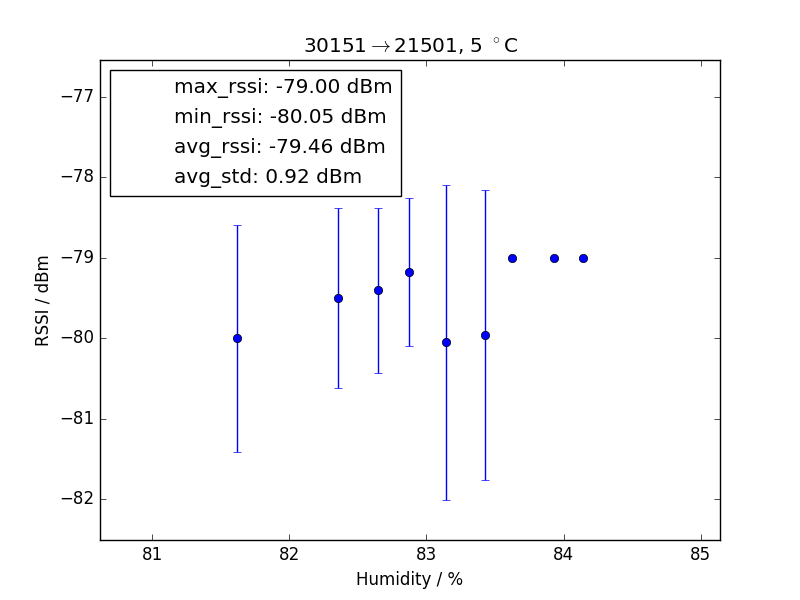 30151→21501, 5 °C
max_rssi: -79.00 dBm
min_rssi: -80.05 dBm
avg_rssi: -79.46 dBm
avg_std: 0.92 dBm
−77
−78
−79
−80
−81
−82
RSSI / dBm
81 82 83 84 85
Humidity / %